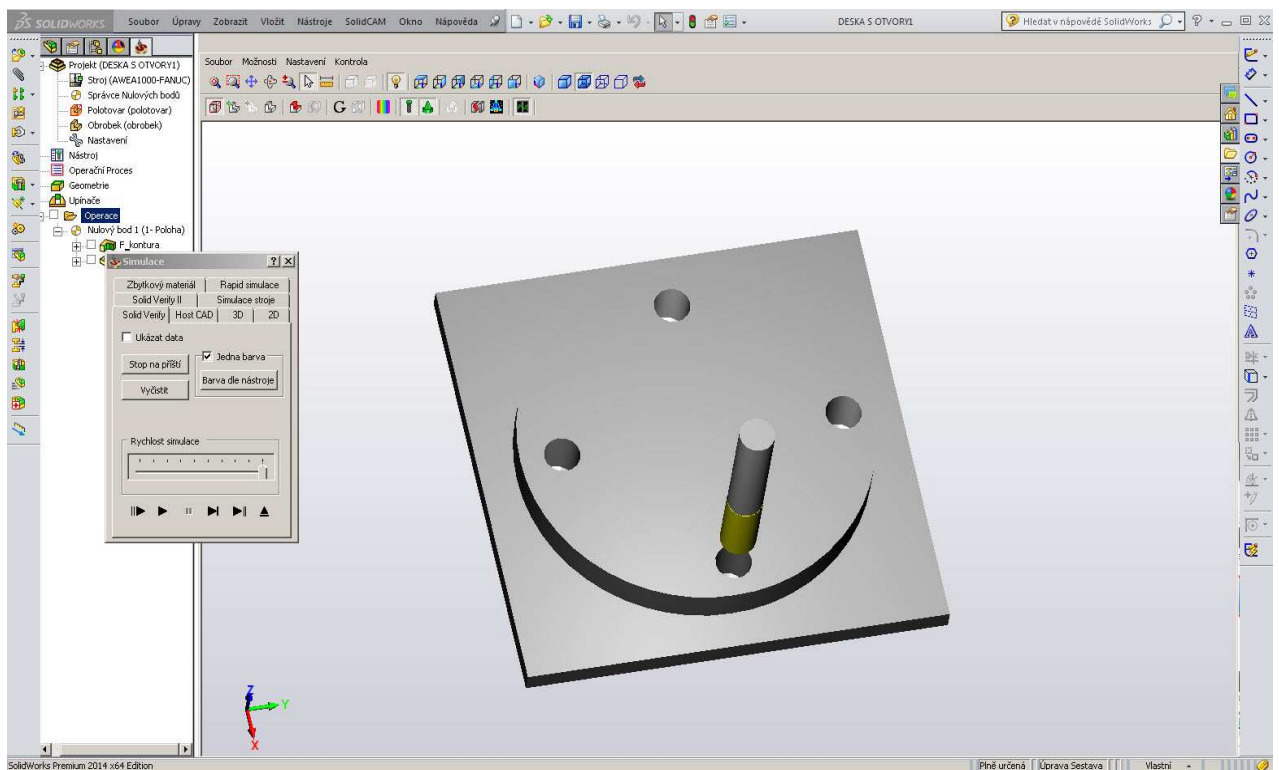 SOLIDWORKS Soubor Úpravy Zobrazit Vložit Nástroje SolidCAM Okno Nápověda DESKA S OTVORY1 Hledat v nápovědě SolidWorks
Soubor Možnosti Nastavení Kontrola
Projekt (DESKA S OTVORY1)
Stroj (AWEA1000-FANUC)
Správce Nulových bodů
Polotovar (polotovar)
Obrobek (obrobek)
Nastavení
Nástroj
Operační Proces
Geometrie
Upínače
Operace
Nulový bod 1 (1- Poloha)
F_kontura
Simulace
Zbytkový materiál Rapid simulace
Solid Verify II Simulace stroje
Solid Verify Host CAD 3D 2D
Ukázat data
Stop na příští
Jedna barva
Barva dle nástroje
Vyčistit
Rychlost simulace
Z
Y
X
SolidWorks Premium 2014 x64 Edition Plně určená Úprava Sestava Vlastní